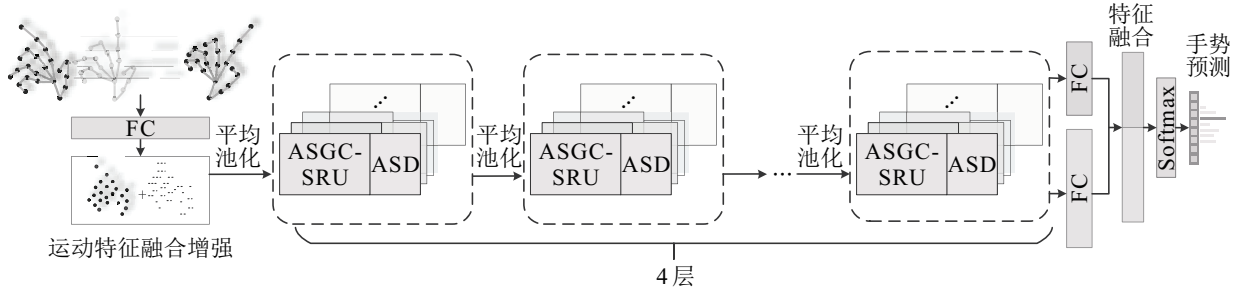 FC
运动特征融合增强
平均
池化
ASGC-
SRU
ASD
平均
池化
ASGC-
SRU
ASD
...
平均
池化
ASGC-
SRU
ASD
4 层
FC
FC
特征
融合
Softmax
手势
预测